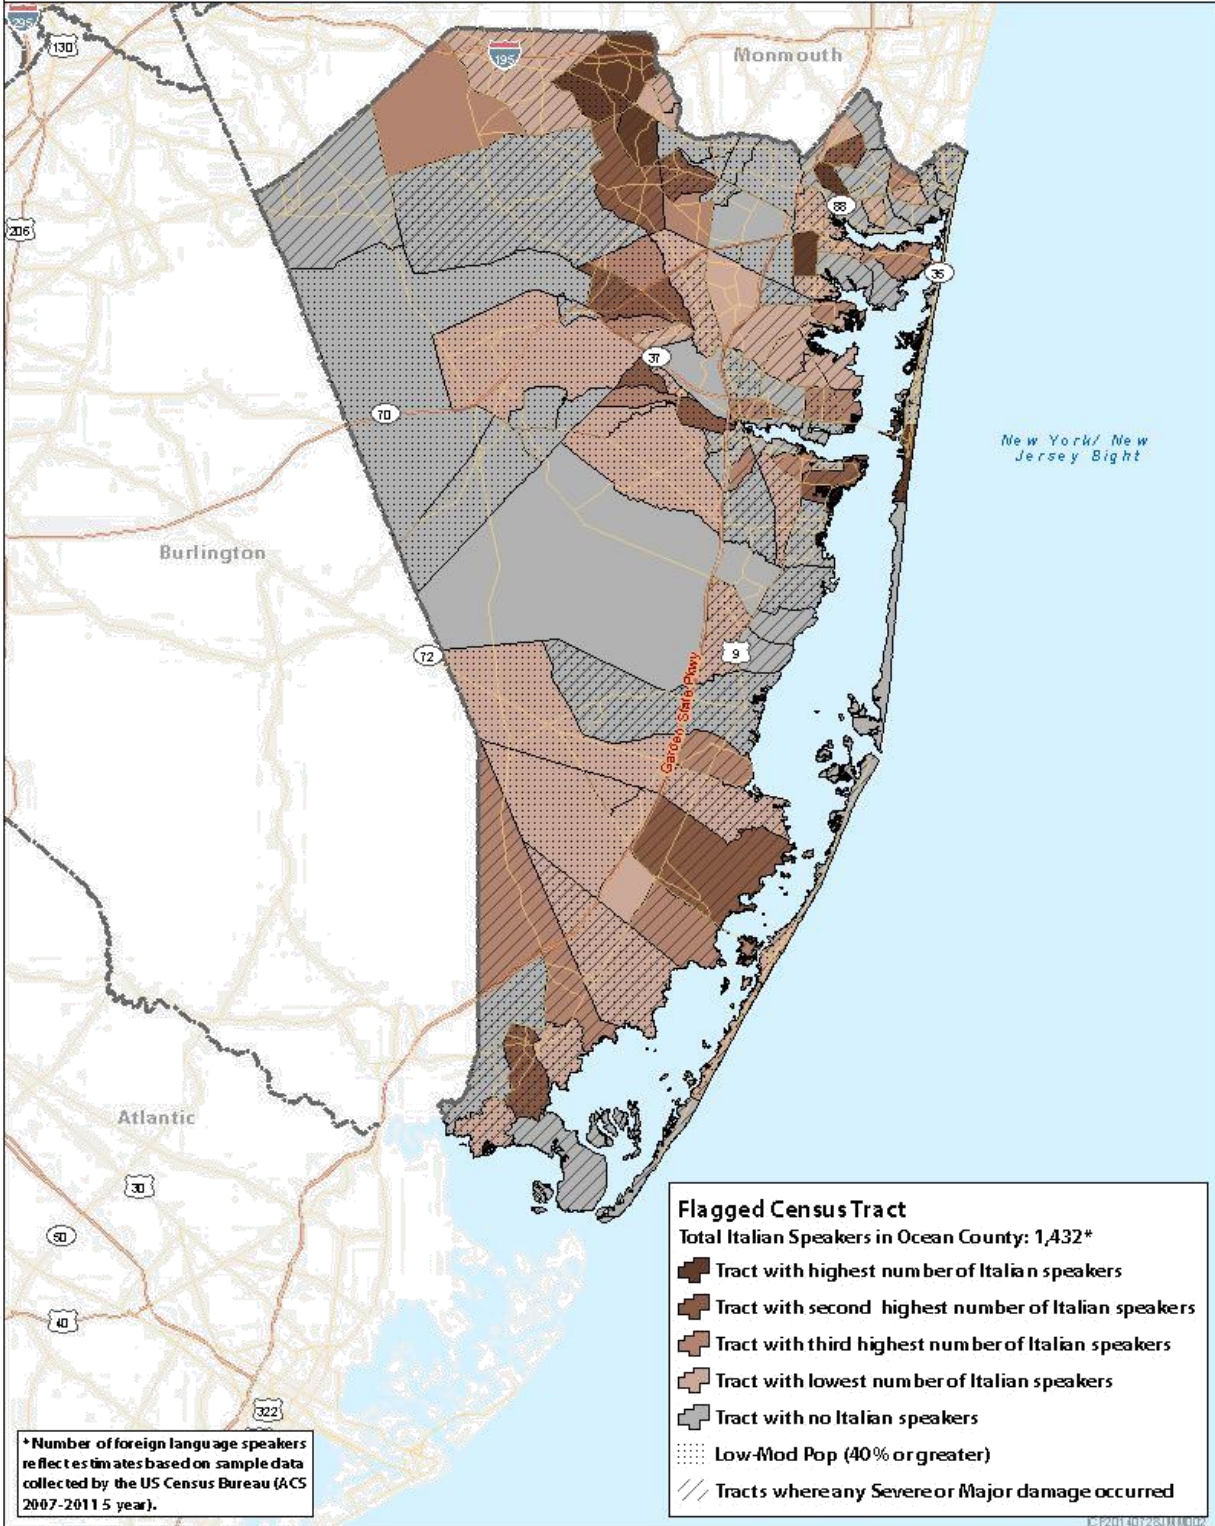 295
130
195
Monmouth
206
88
35
37
70
New York/ New
Jersey Bight
Burlington
72
9
Garden State Pkwy
Atlantic
30
50
40
322
Flagged Census Tract
Total Italian Speakers in Ocean County: 1,432*
Tract with highest number of Italian speakers
Tract with second highest number of Italian speakers
Tract with third highest number of Italian speakers
Tract with lowest number of Italian speakers
Tract with no Italian speakers
Low-Mod Pop (40% or greater)
Tracts where any Severe or Major damage occurred
*Number of foreign language speakers
reflect estimates based on sample data
collected by the US Census Bureau (ACS
2007-2011 5 year).